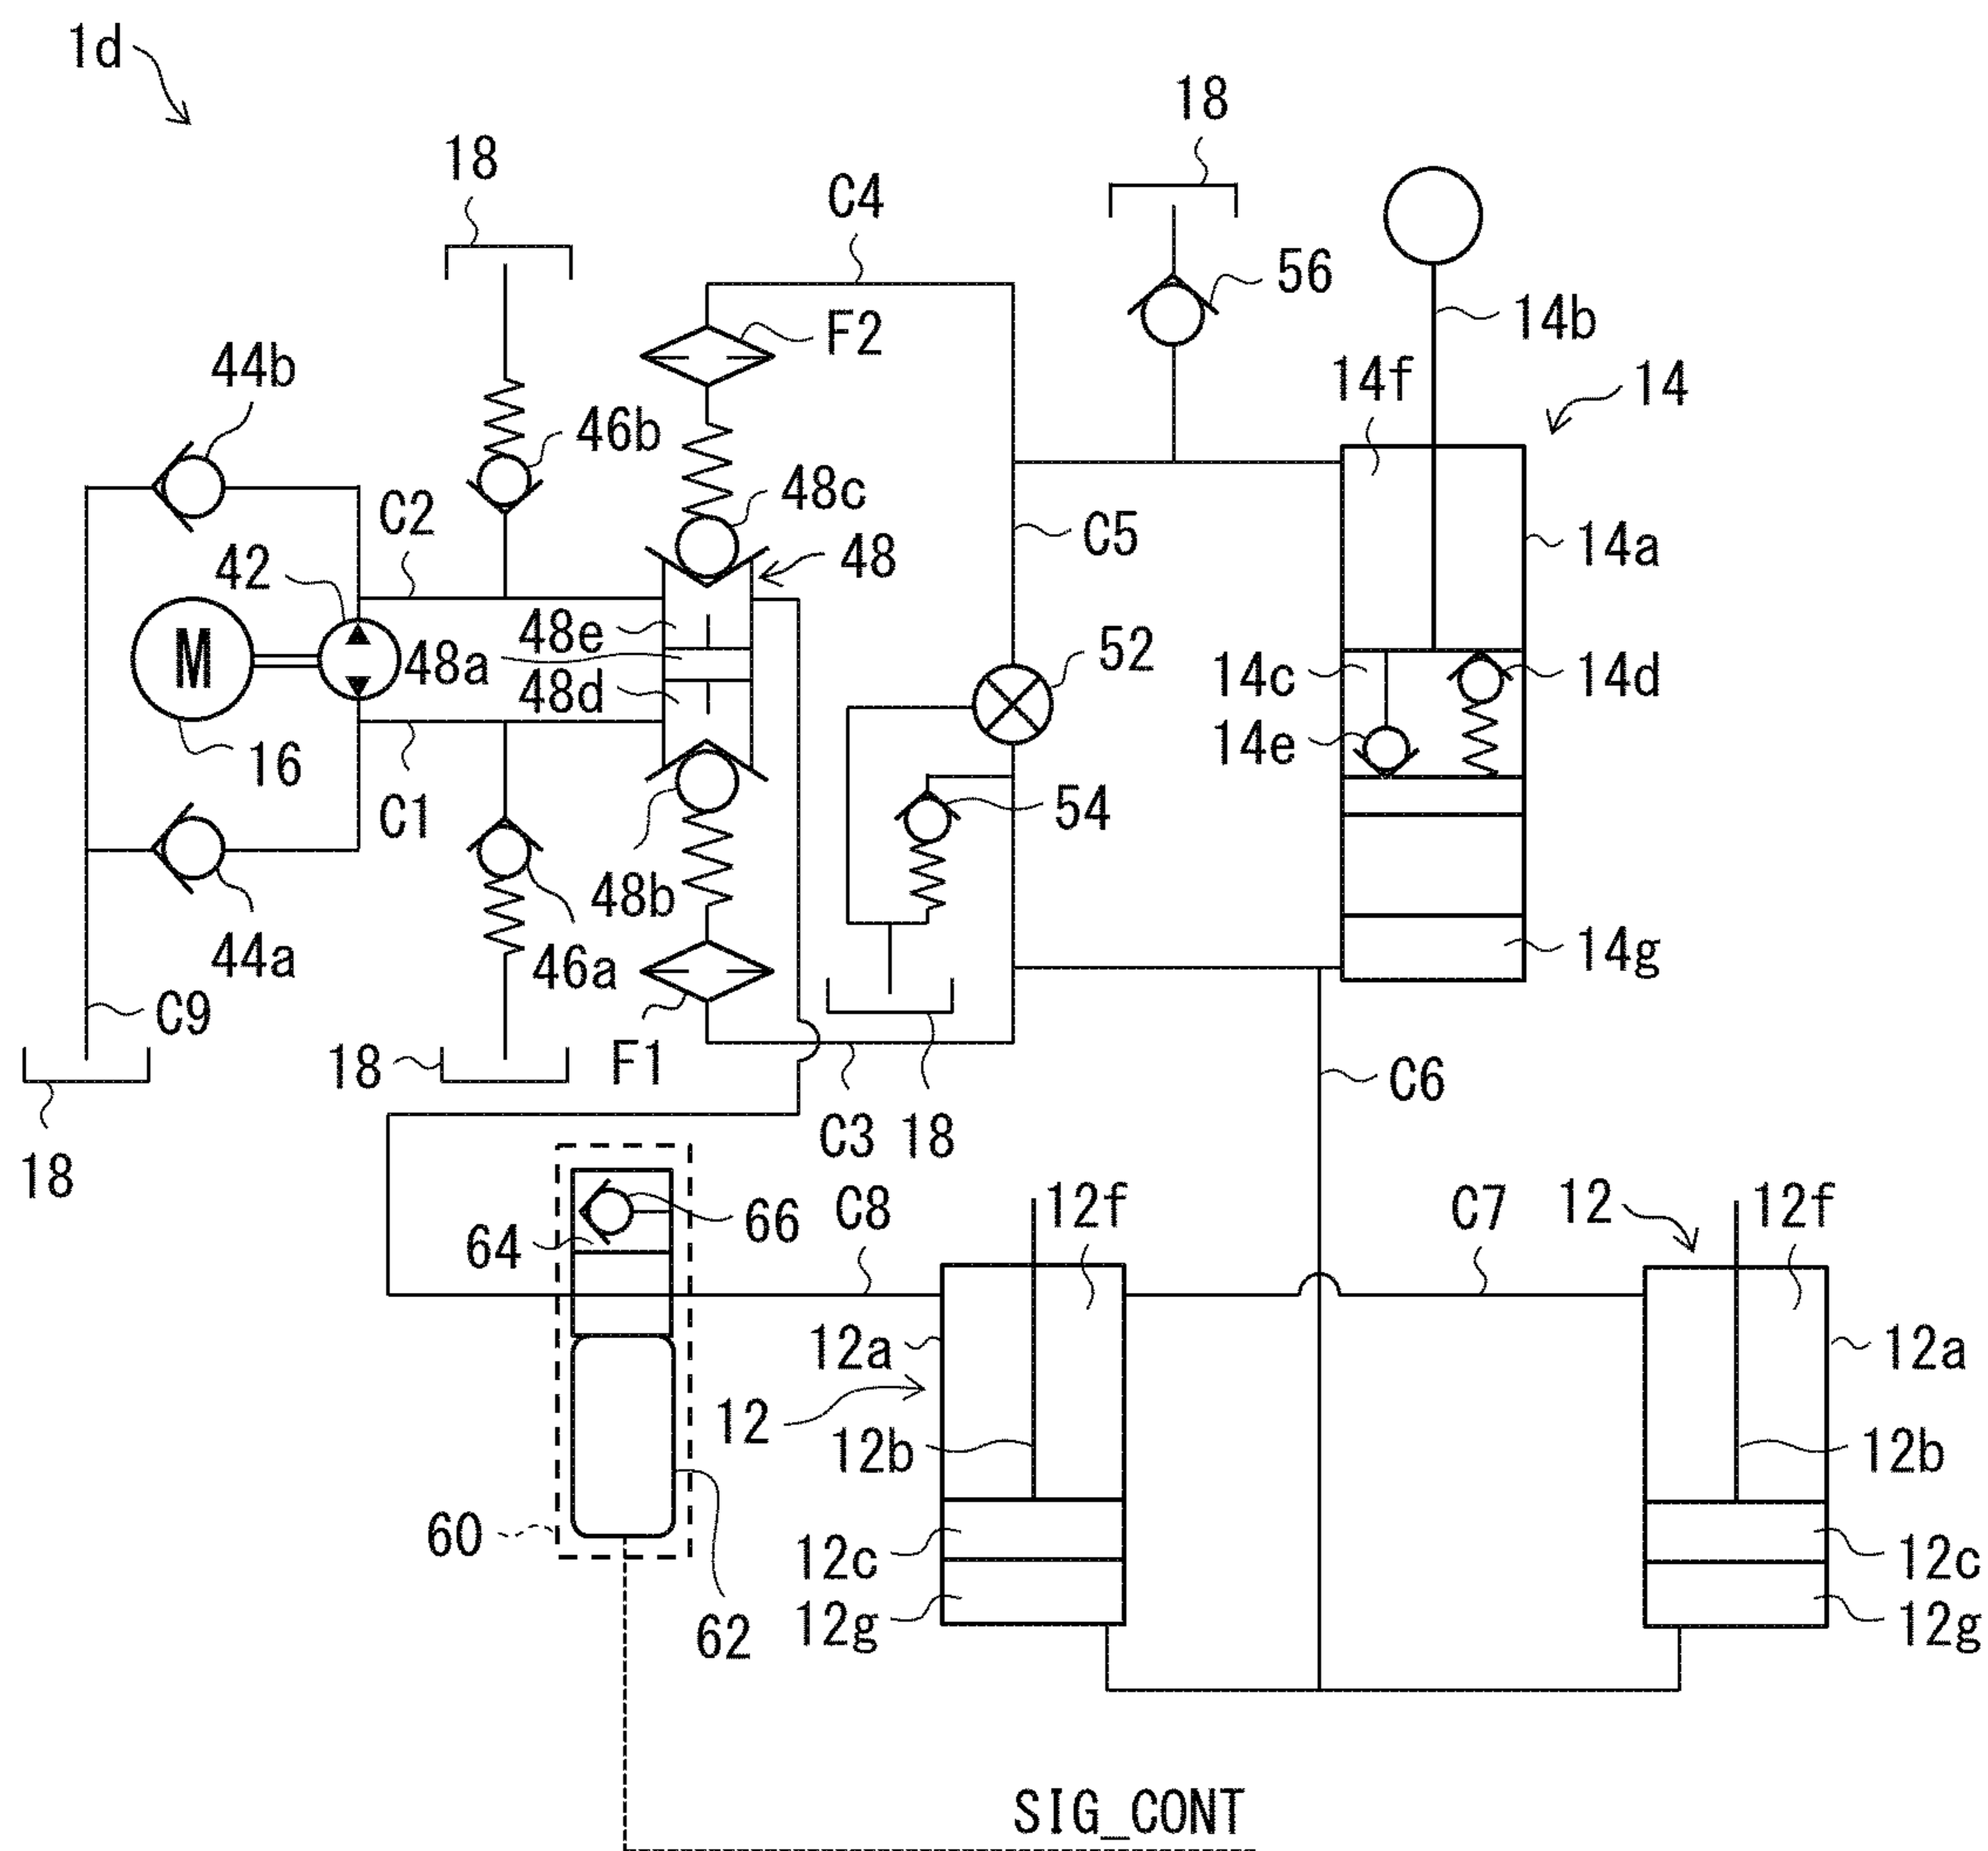 1d
18
18
C4
14b
56
F2
14f
14
44b
46b
48c
C2
C5
14a
48
42
M
48e
48a
48d
52
14c
14d
14e
16
C1
54
48b
44a
46a
14g
C9
F1
18
C6
18
C3
18
C8
12f
C7
12
12f
66
64
12a
12a
12
12b
12b
60
12c
12c
12g
12g
62
SIG_CONT